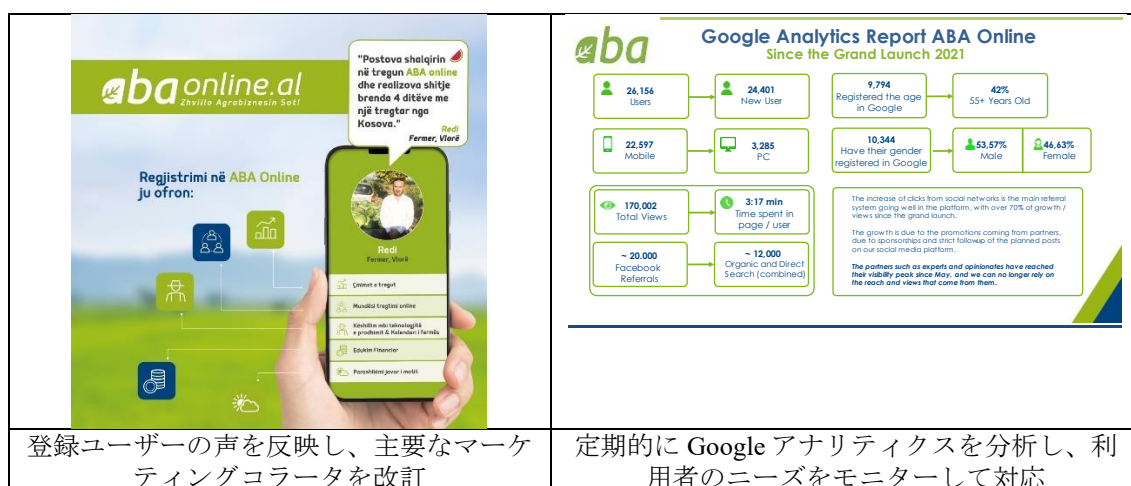 aba online.al
Zhvillo Agrobiznesin Sot!
"Postova shalqirin
në tregun ABA online
dhe realizova shitje
brenda 4 ditëve me
një tregtar nga
Kosova."
Redi
Fermer, Vlorë
Regjistrimi në ABA Online
ju ofron:
Redi
Fermer, Vlorë
Çmimet e tregut
Mundësi tregtimi online
Këshillim mbi teknologjitë
e prodhimit & Kalendari i Fermës
Edukim Financiar
Parashikimi javor i motit
登録ユーザーの声を反映し、主要なマーケ
ティングコラータを改訂
aba
Google Analytics Report ABA Online
Since the Grand Launch 2021
26,156
Users
24,401
New User
9,794
Registered the age
in Google
42%
55+ Years Old
22,597
Mobile
3,285
PC
10,344
Have their gender
registered in Google
53,57%
Male
46,63%
Female
170,002
Total Views
3:17 min
Time spent in
page / user
~ 20.000
Facebook
Referrals
~ 12,000
Organic and Direct
Search (combined)
The increase of clicks from social networks is the main referral
system going well in the platform, with over 70% of growth /
views since the grand launch.
The growth is due to the promotions coming from partners,
due to sponsorships and strict followup of the planned posts
on our social media platform.
The partners such as experts and opinionates have reached
their visibility peak since May, and we can no longer rely on
the reach and views that come from them.
定期的に Google アナリティクスを分析し、利
用者のニーズをモニターして対応